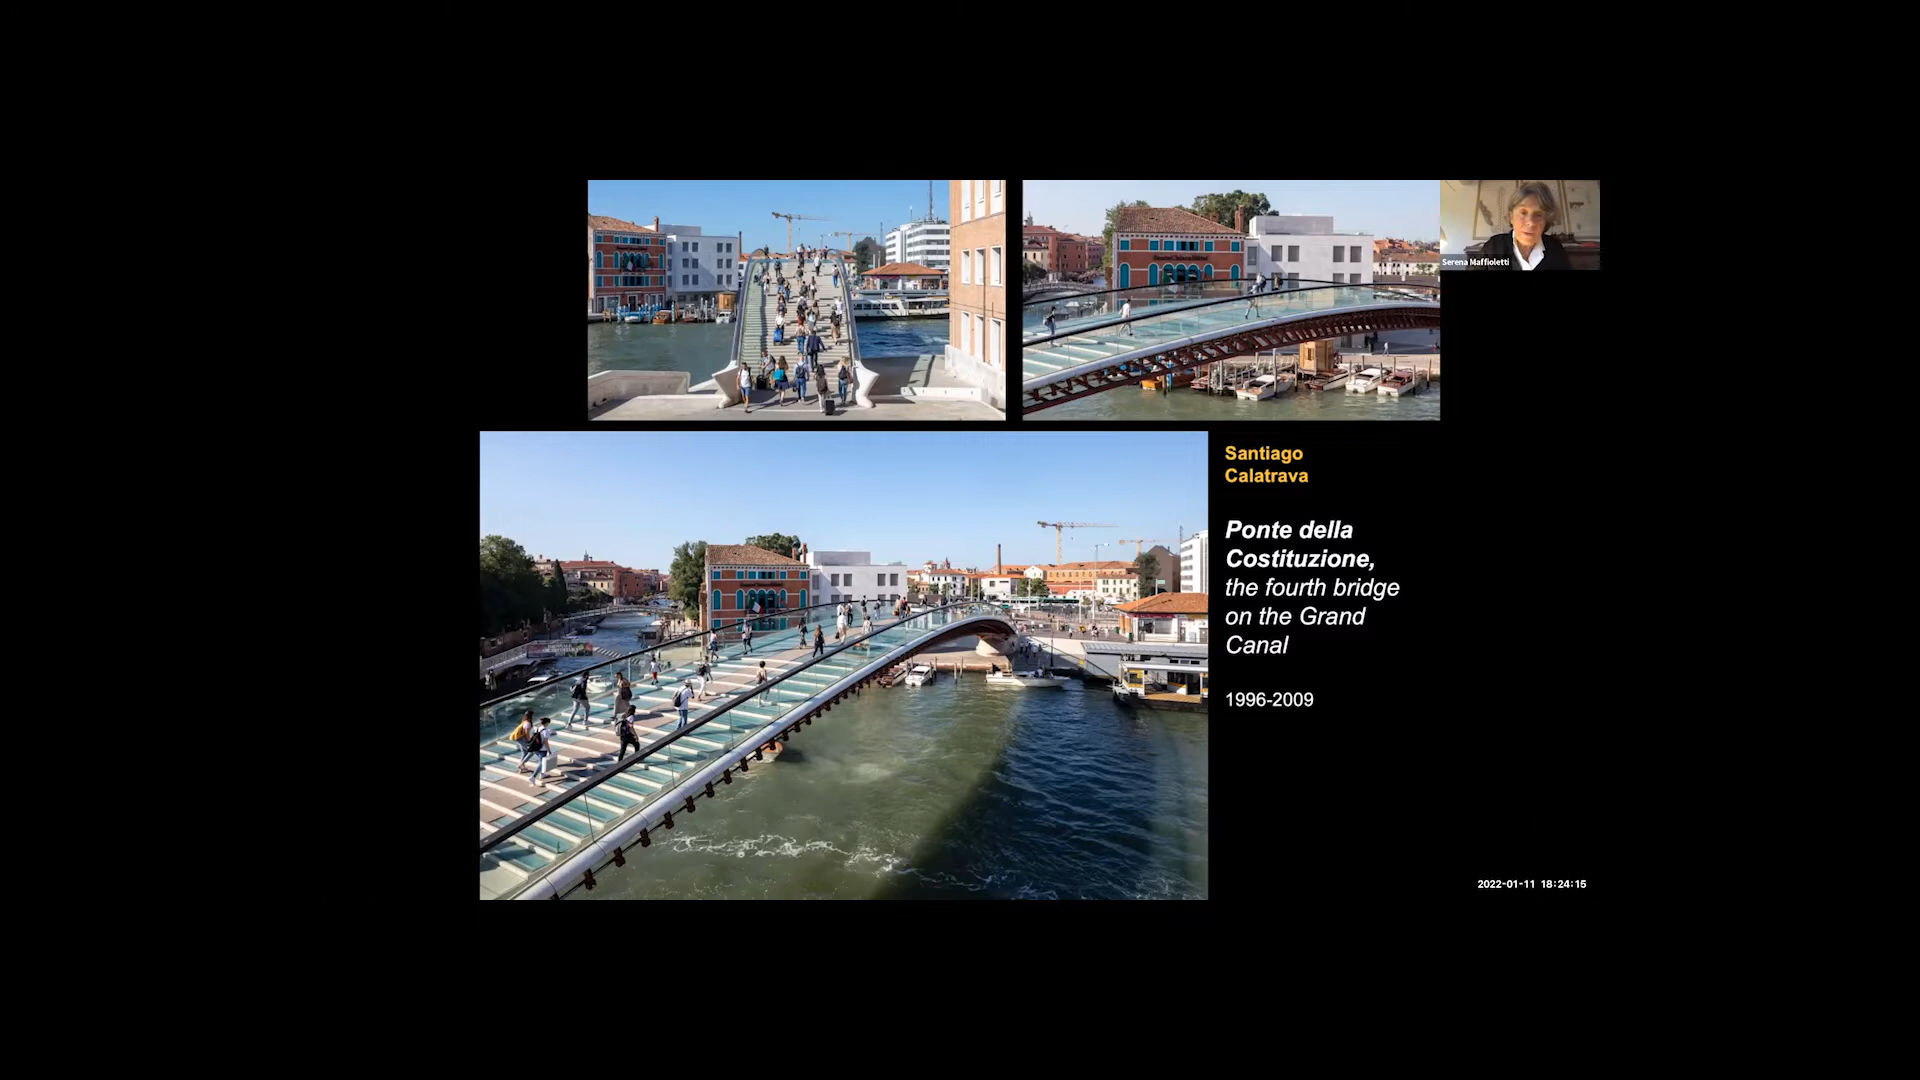 Serena Maffioletti
Santiago
Calatrava
Ponte della
Costituzione,
the fourth bridge
on the Grand
Canal
1996-2009
2022-01-11 18:24:15